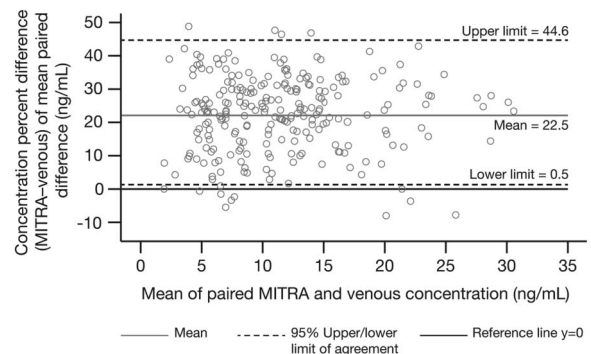 Concentration percent difference
(MITRA–venous) of mean paired
difference (ng/mL)
50
40
30
20
10
0
-10
Upper limit = 44.6
Mean = 22.5
Lower limit = 0.5
0 5 10 15 20 25 30 35
Mean of paired MITRA and venous concentration (ng/mL)
Mean
95% Upper/lower
limit of agreement
Reference line y=0